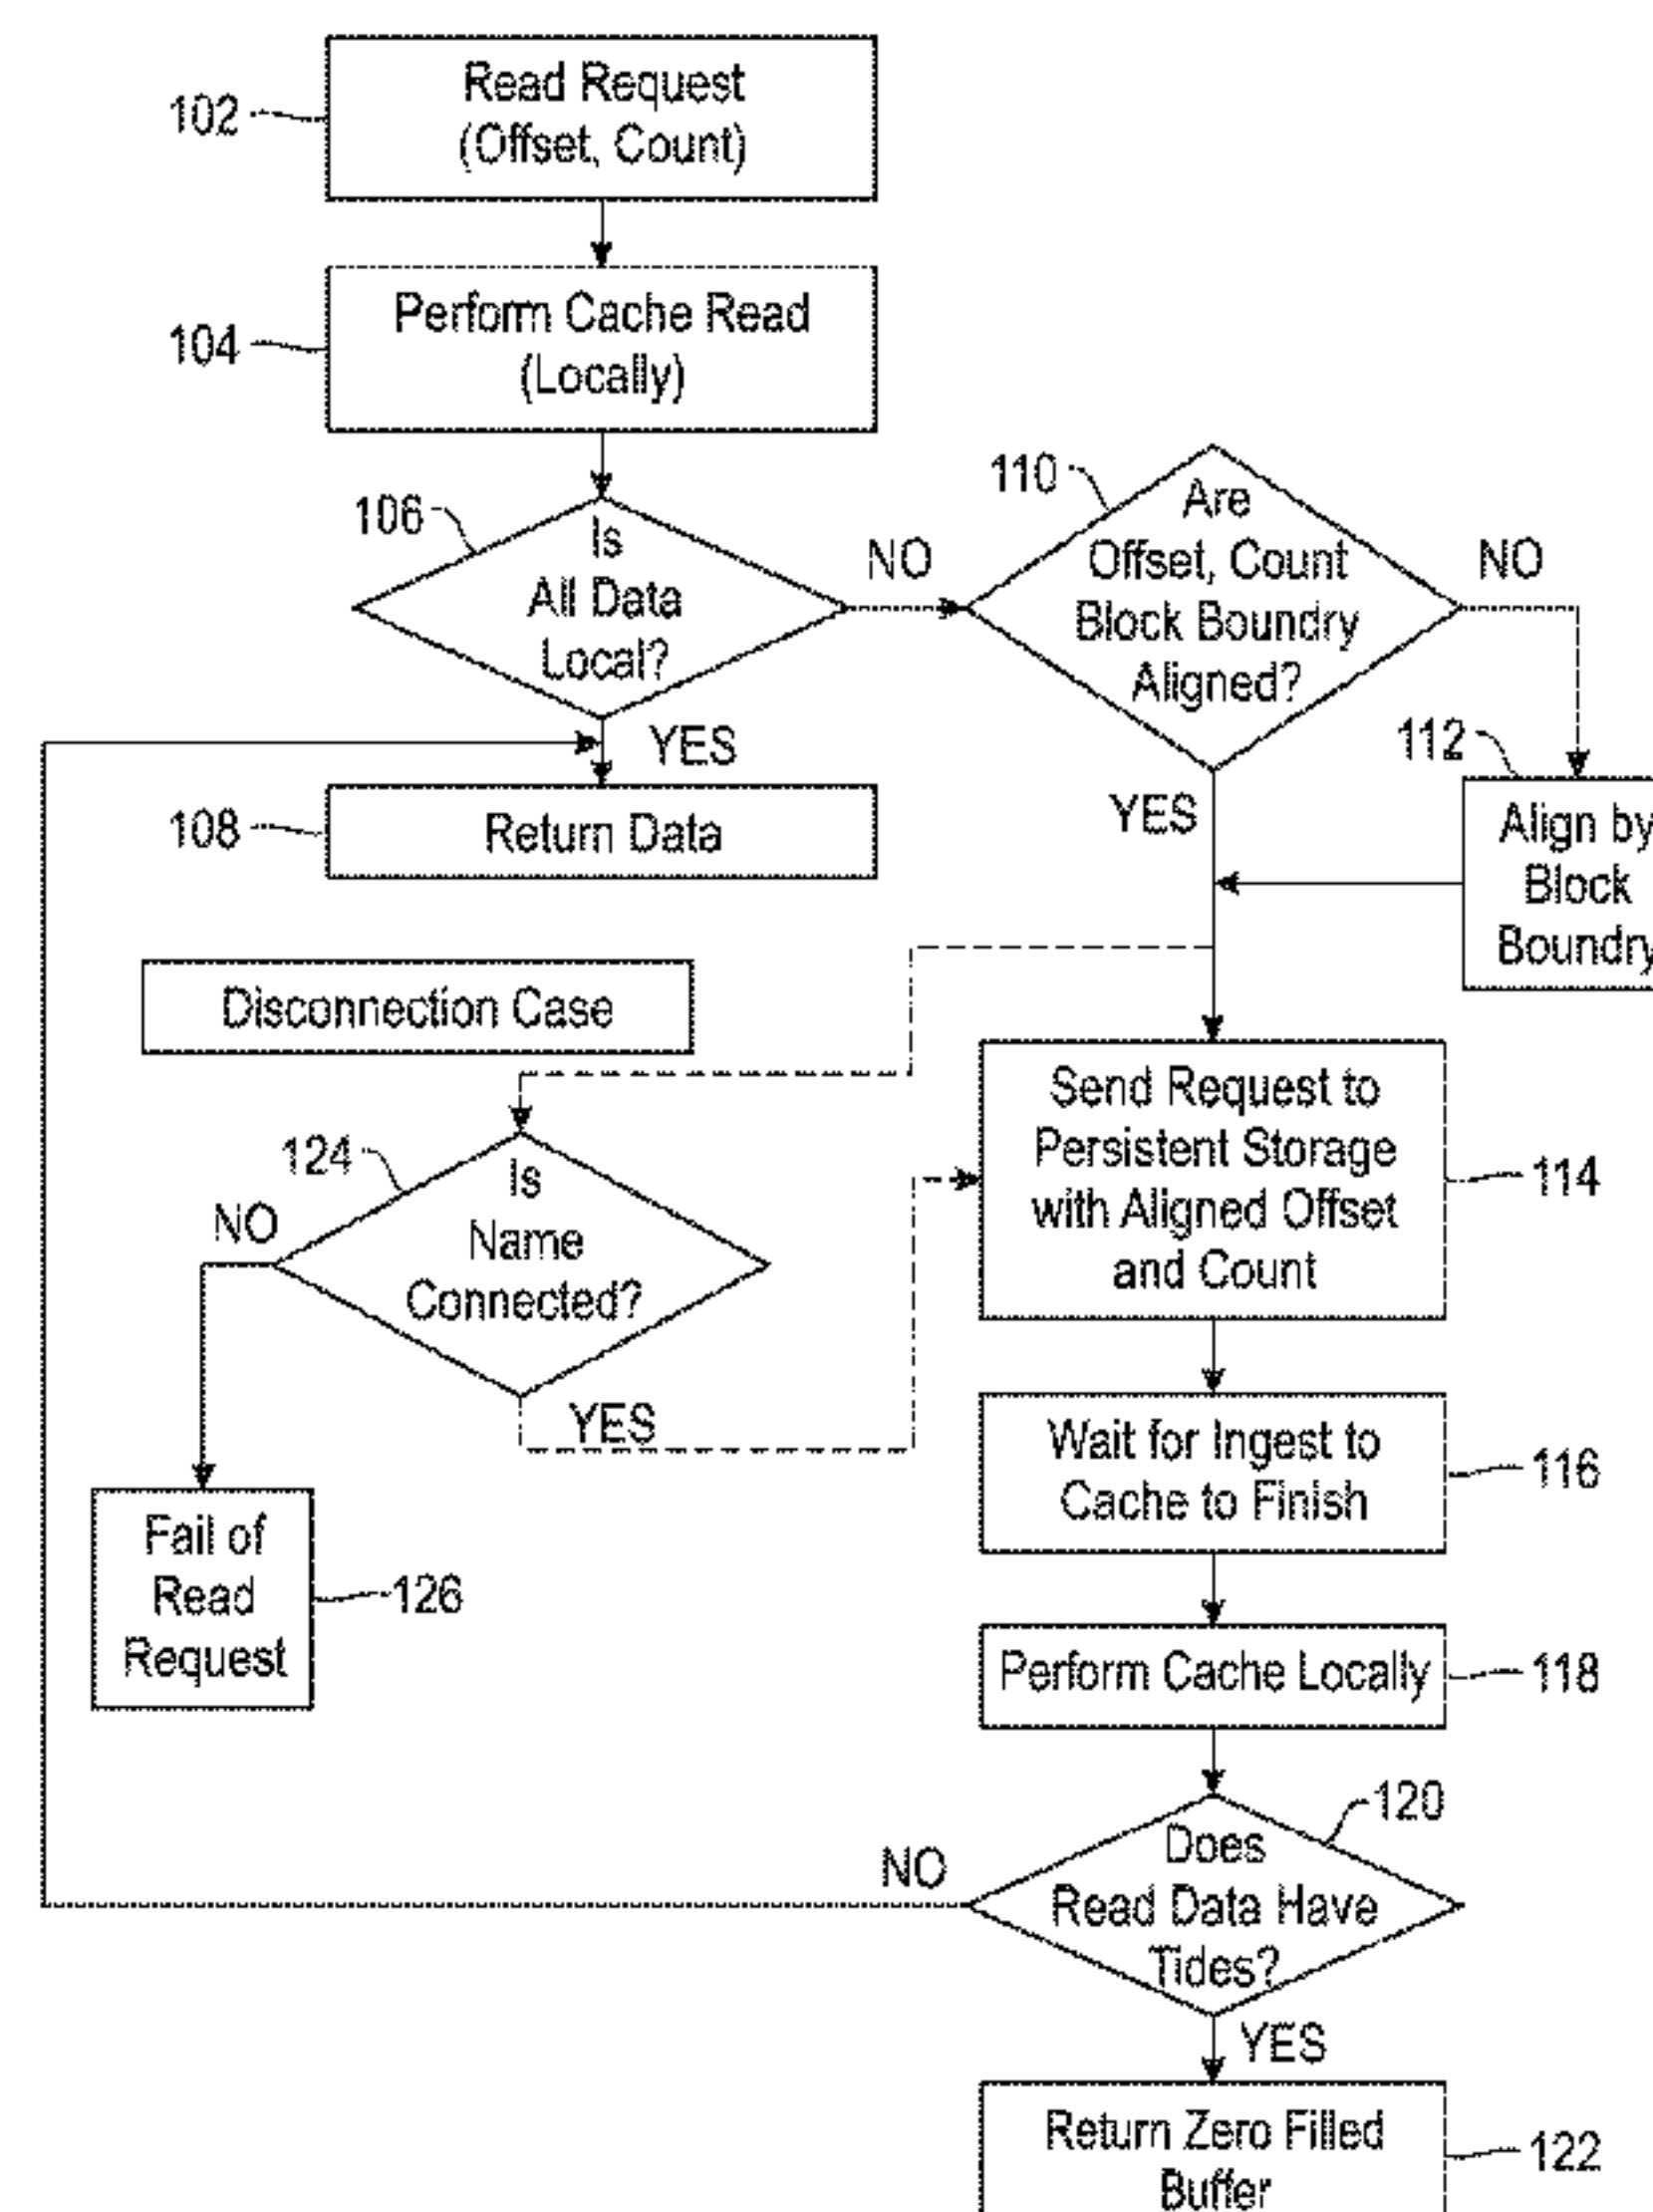 Read Request
(Offset, Count)
102
Perform Cache Read
(Locally)
104
106
Is
All Data
Local?
NO
YES
110
Are
Offset, Count
Block Boundry
Aligned?
NO
YES
112
Align by
Block
Boundry
108
Return Data
Disconnection Case
124
Is
Name
Connected?
NO
YES
Send Request to
Persistent Storage
with Aligned Offset
and Count
114
Wait for Ingest to
Cache to Finish
116
Fail of
Read
Request
126
Perform Cache Locally
118
120
Does
Read Data Have
Tides?
NO
YES
Return Zero Filled
Buffer
122